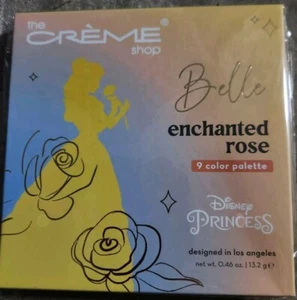 the
CRÈME
shop
Belle
enchanted
rose
9 color palette
Disney
PRINCESS
designed in los angeles
net wt. 0.46 oz. | 13.2 g℮